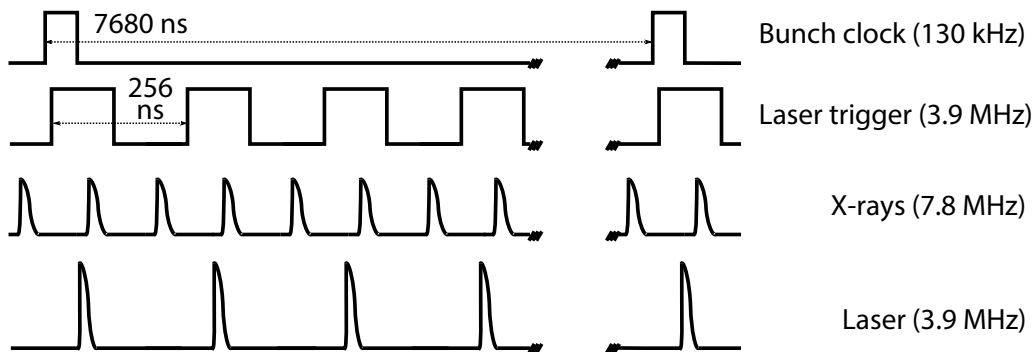 7680 ns
Bunch clock (130 kHz)
256
ns
Laser trigger (3.9 MHz)
X-rays (7.8 MHz)
Laser (3.9 MHz)